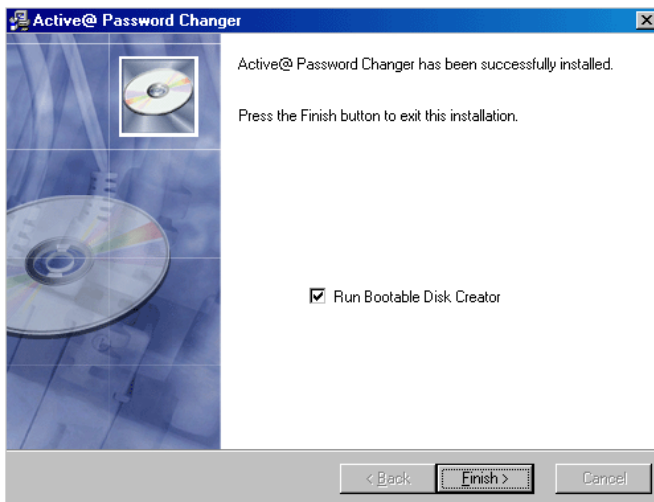 Active@ Password Changer
Active@ Password Changer has been successfully installed.
Press the Finish button to exit this installation.
Run Bootable Disk Creator
< Back
Finish >
Cancel